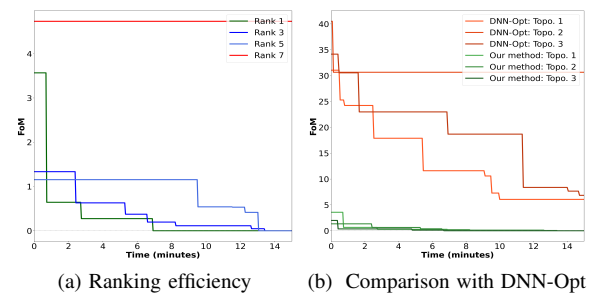 Rank 1
Rank 3
Rank 5
Rank 7
FoM
4
3
2
1
0
0 2 4 6 8 10 12 14
Time (minutes)
(a) Ranking efficiency
DNN-Opt: Topo. 1
DNN-Opt: Topo. 2
DNN-Opt: Topo. 3
Our method: Topo. 1
Our method: Topo. 2
Our method: Topo. 3
FoM
40
35
30
25
20
15
10
5
0
0 2 4 6 8 10 12 14
Time (minutes)
(b) Comparison with DNN-Opt